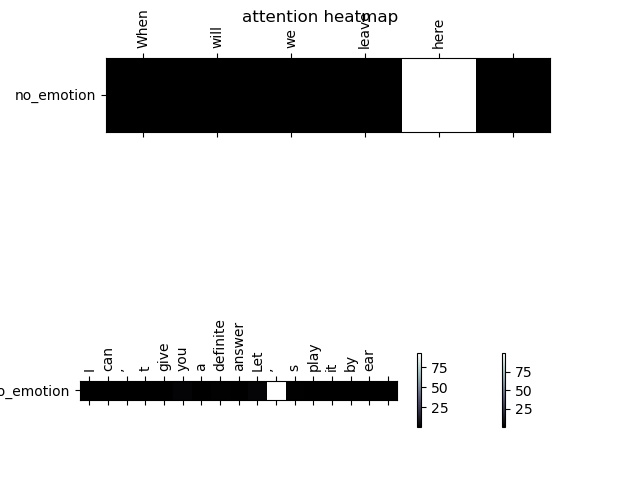 attention heatmap
When will we leave here
no_emotion
I can ’ t give you a definite answer Let ’ s play it by ear
o_emotion
75 75
50 50
25 25